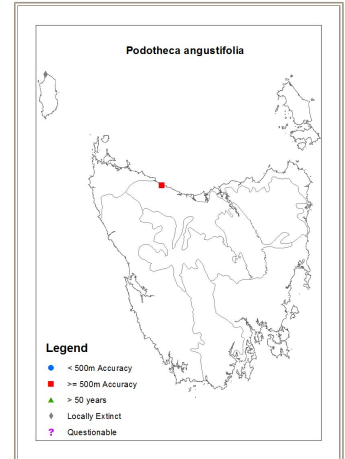 Podotheca angustifolia
Legend
< 500m Accuracy
>= 500m Accuracy
> 50 years
Locally Extinct
? Questionable